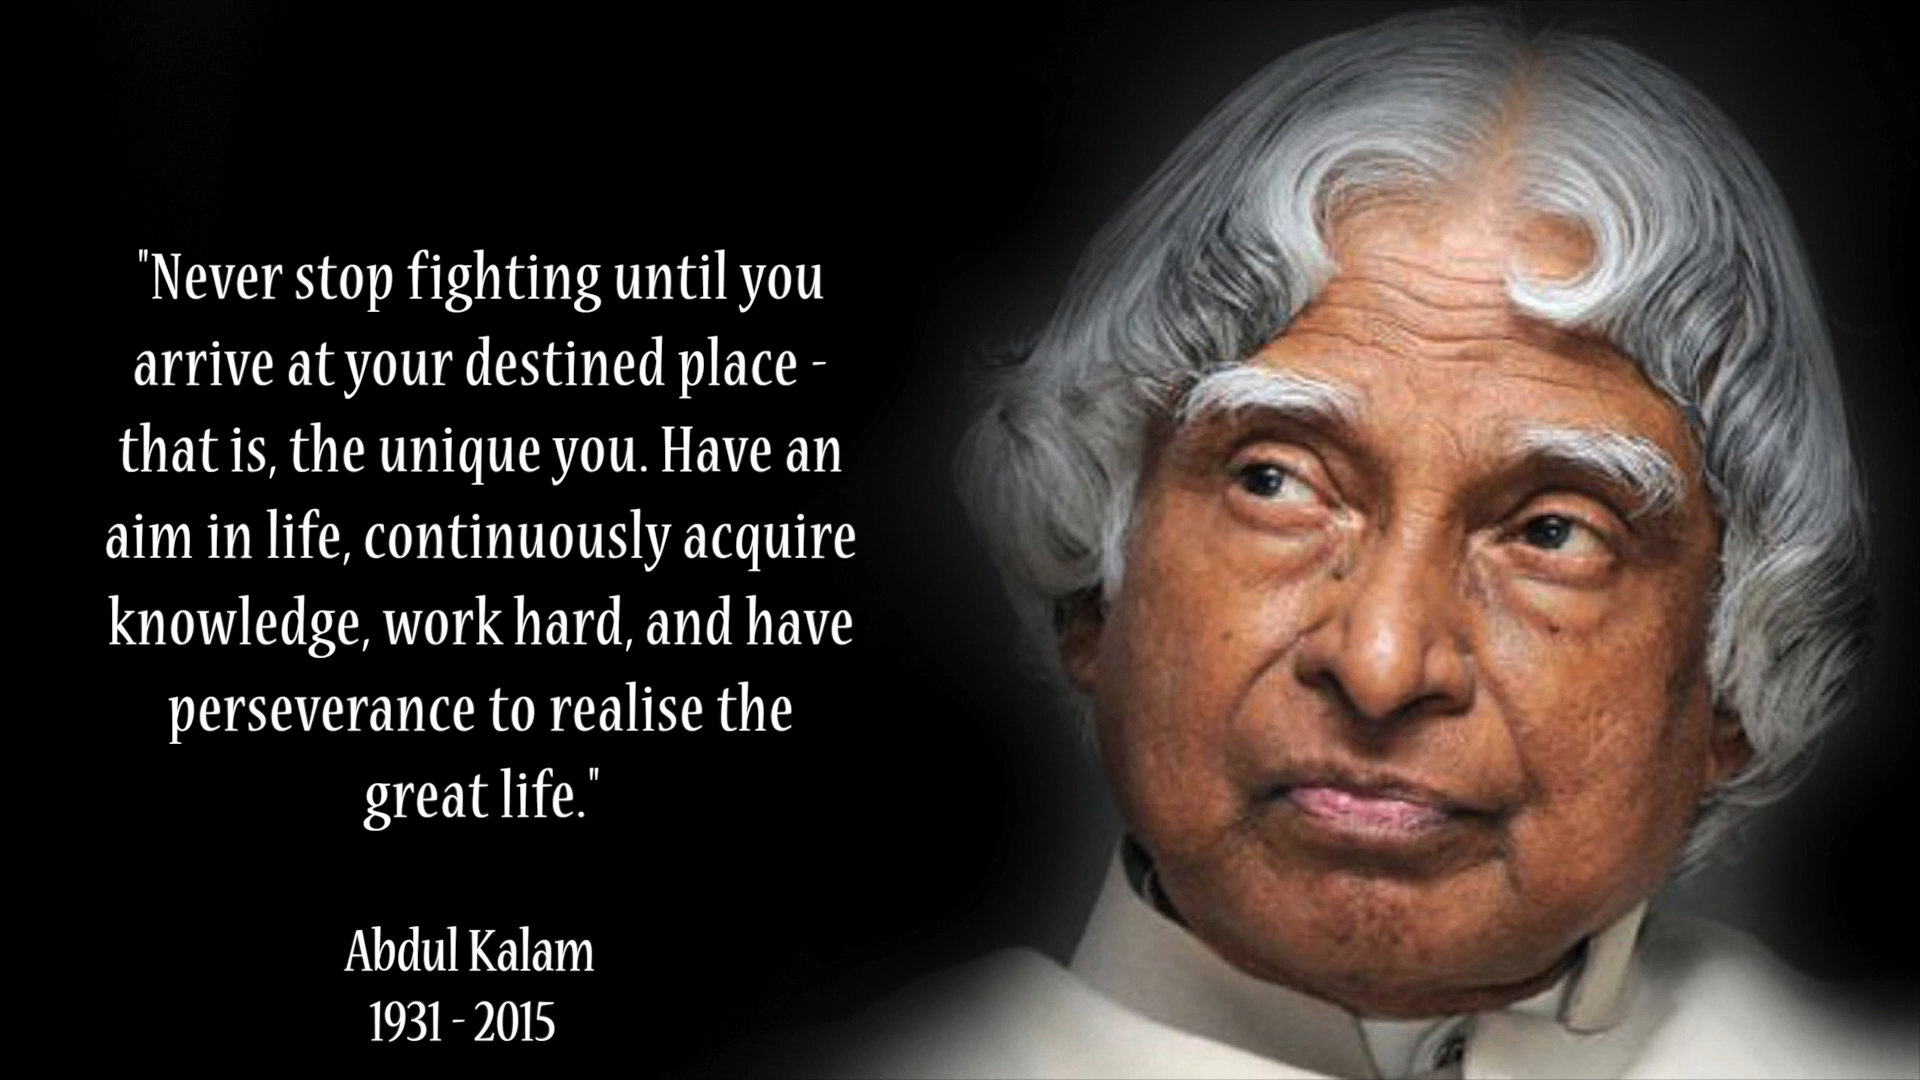 "Never stop fighting until you
arrive at your destined place -
that is, the unique you. Have an
aim in life, continuously acquire
knowledge, work hard, and have
perseverance to realise the
great life."
Abdul Kalam
1931 - 2015